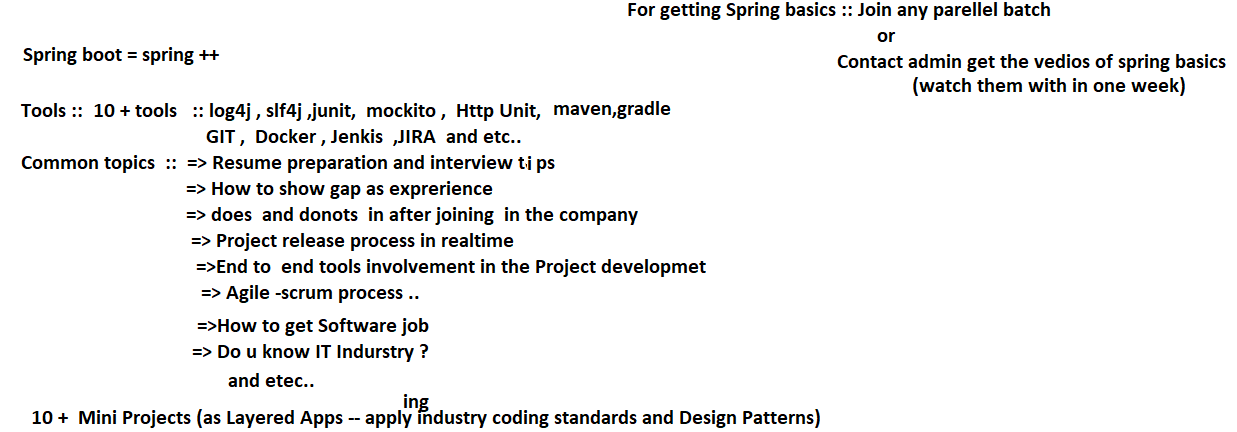 For getting Spring basics :: Join any parellel batch
or
Spring boot = spring ++
Contact admin get the vedios of spring basics
(watch them with in one week)
Tools :: 10 + tools :: log4j , slf4j ,junit, mockito , Http Unit, maven,gradle
GIT , Docker , Jenkis ,JIRA and etc..
Common topics :: => Resume preparation and interview ti ps
=> How to show gap as exprerience
=> does and donots in after joining in the company
=> Project release process in realtime
=>End to end tools involvement in the Project developmet
=> Agile -scrum process ..
=>How to get Software job
=> Do u know IT Indurstry ?
and etec..
ing
10 + Mini Projects (as Layered Apps -- apply industry coding standards and Design Patterns)